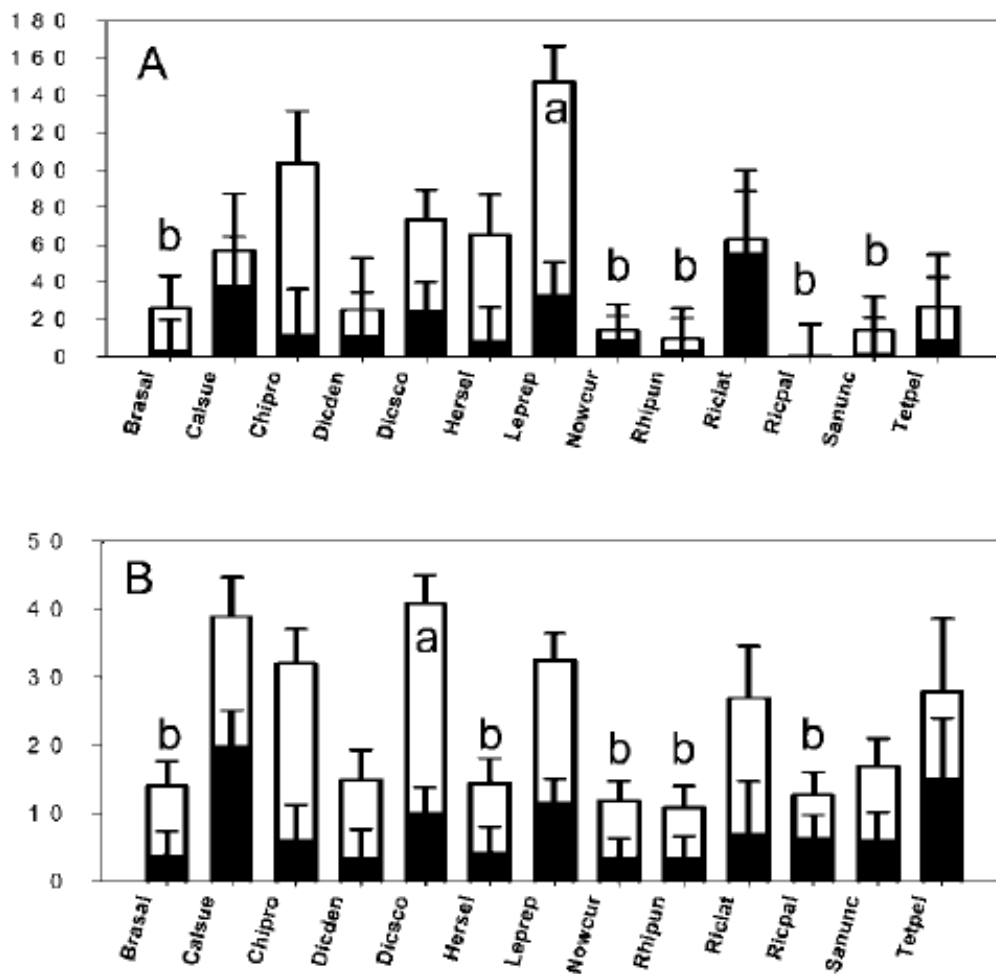 180
160
140
120
100
80
60
40
20
0
A
b
a
b
b
b
b
Brasal
Calsue
Chipro
Dicden
Dicsco
Hersel
Leprep
Nowcur
Rhipun
Riclat
Ricpal
Sanunc
Tetpel
50
40
30
20
10
0
B
b
a
b
b
b
b
Brasal
Calsue
Chipro
Dicden
Dicsco
Hersel
Leprep
Nowcur
Rhipun
Riclat
Ricpal
Sanunc
Tetpel